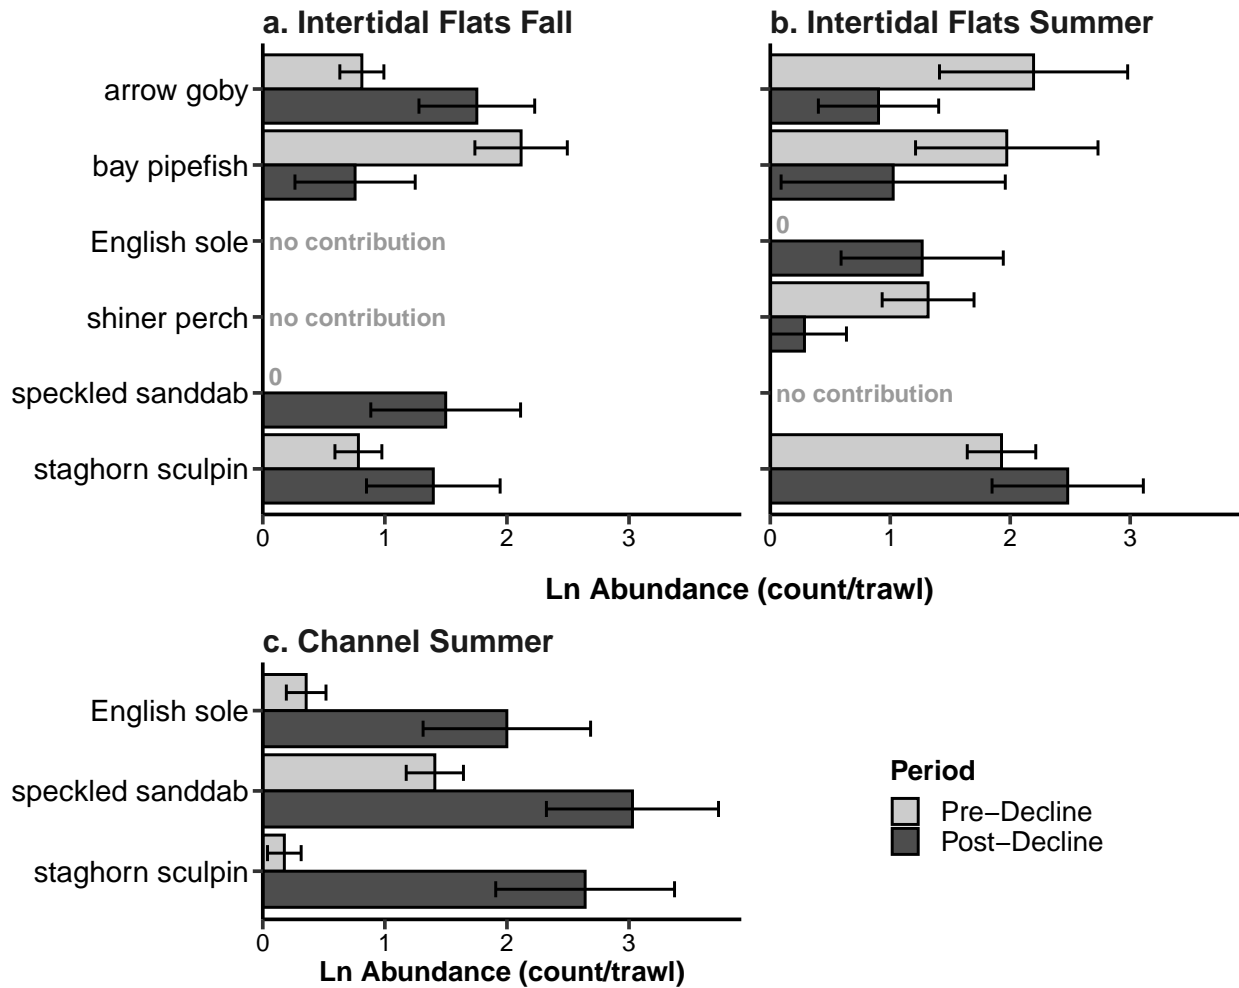 a. Intertidal Flats Fall
arrow goby
bay pipefish
English sole
no contribution
shiner perch
no contribution
0
speckled sanddab
staghorn sculpin
0 1 2 3
b. Intertidal Flats Summer
0
no contribution
0 1 2 3
Ln Abundance (count/trawl)
c. Channel Summer
English sole
speckled sanddab
staghorn sculpin
0 1 2 3
Ln Abundance (count/trawl)
Period
Pre−Decline
Post−Decline